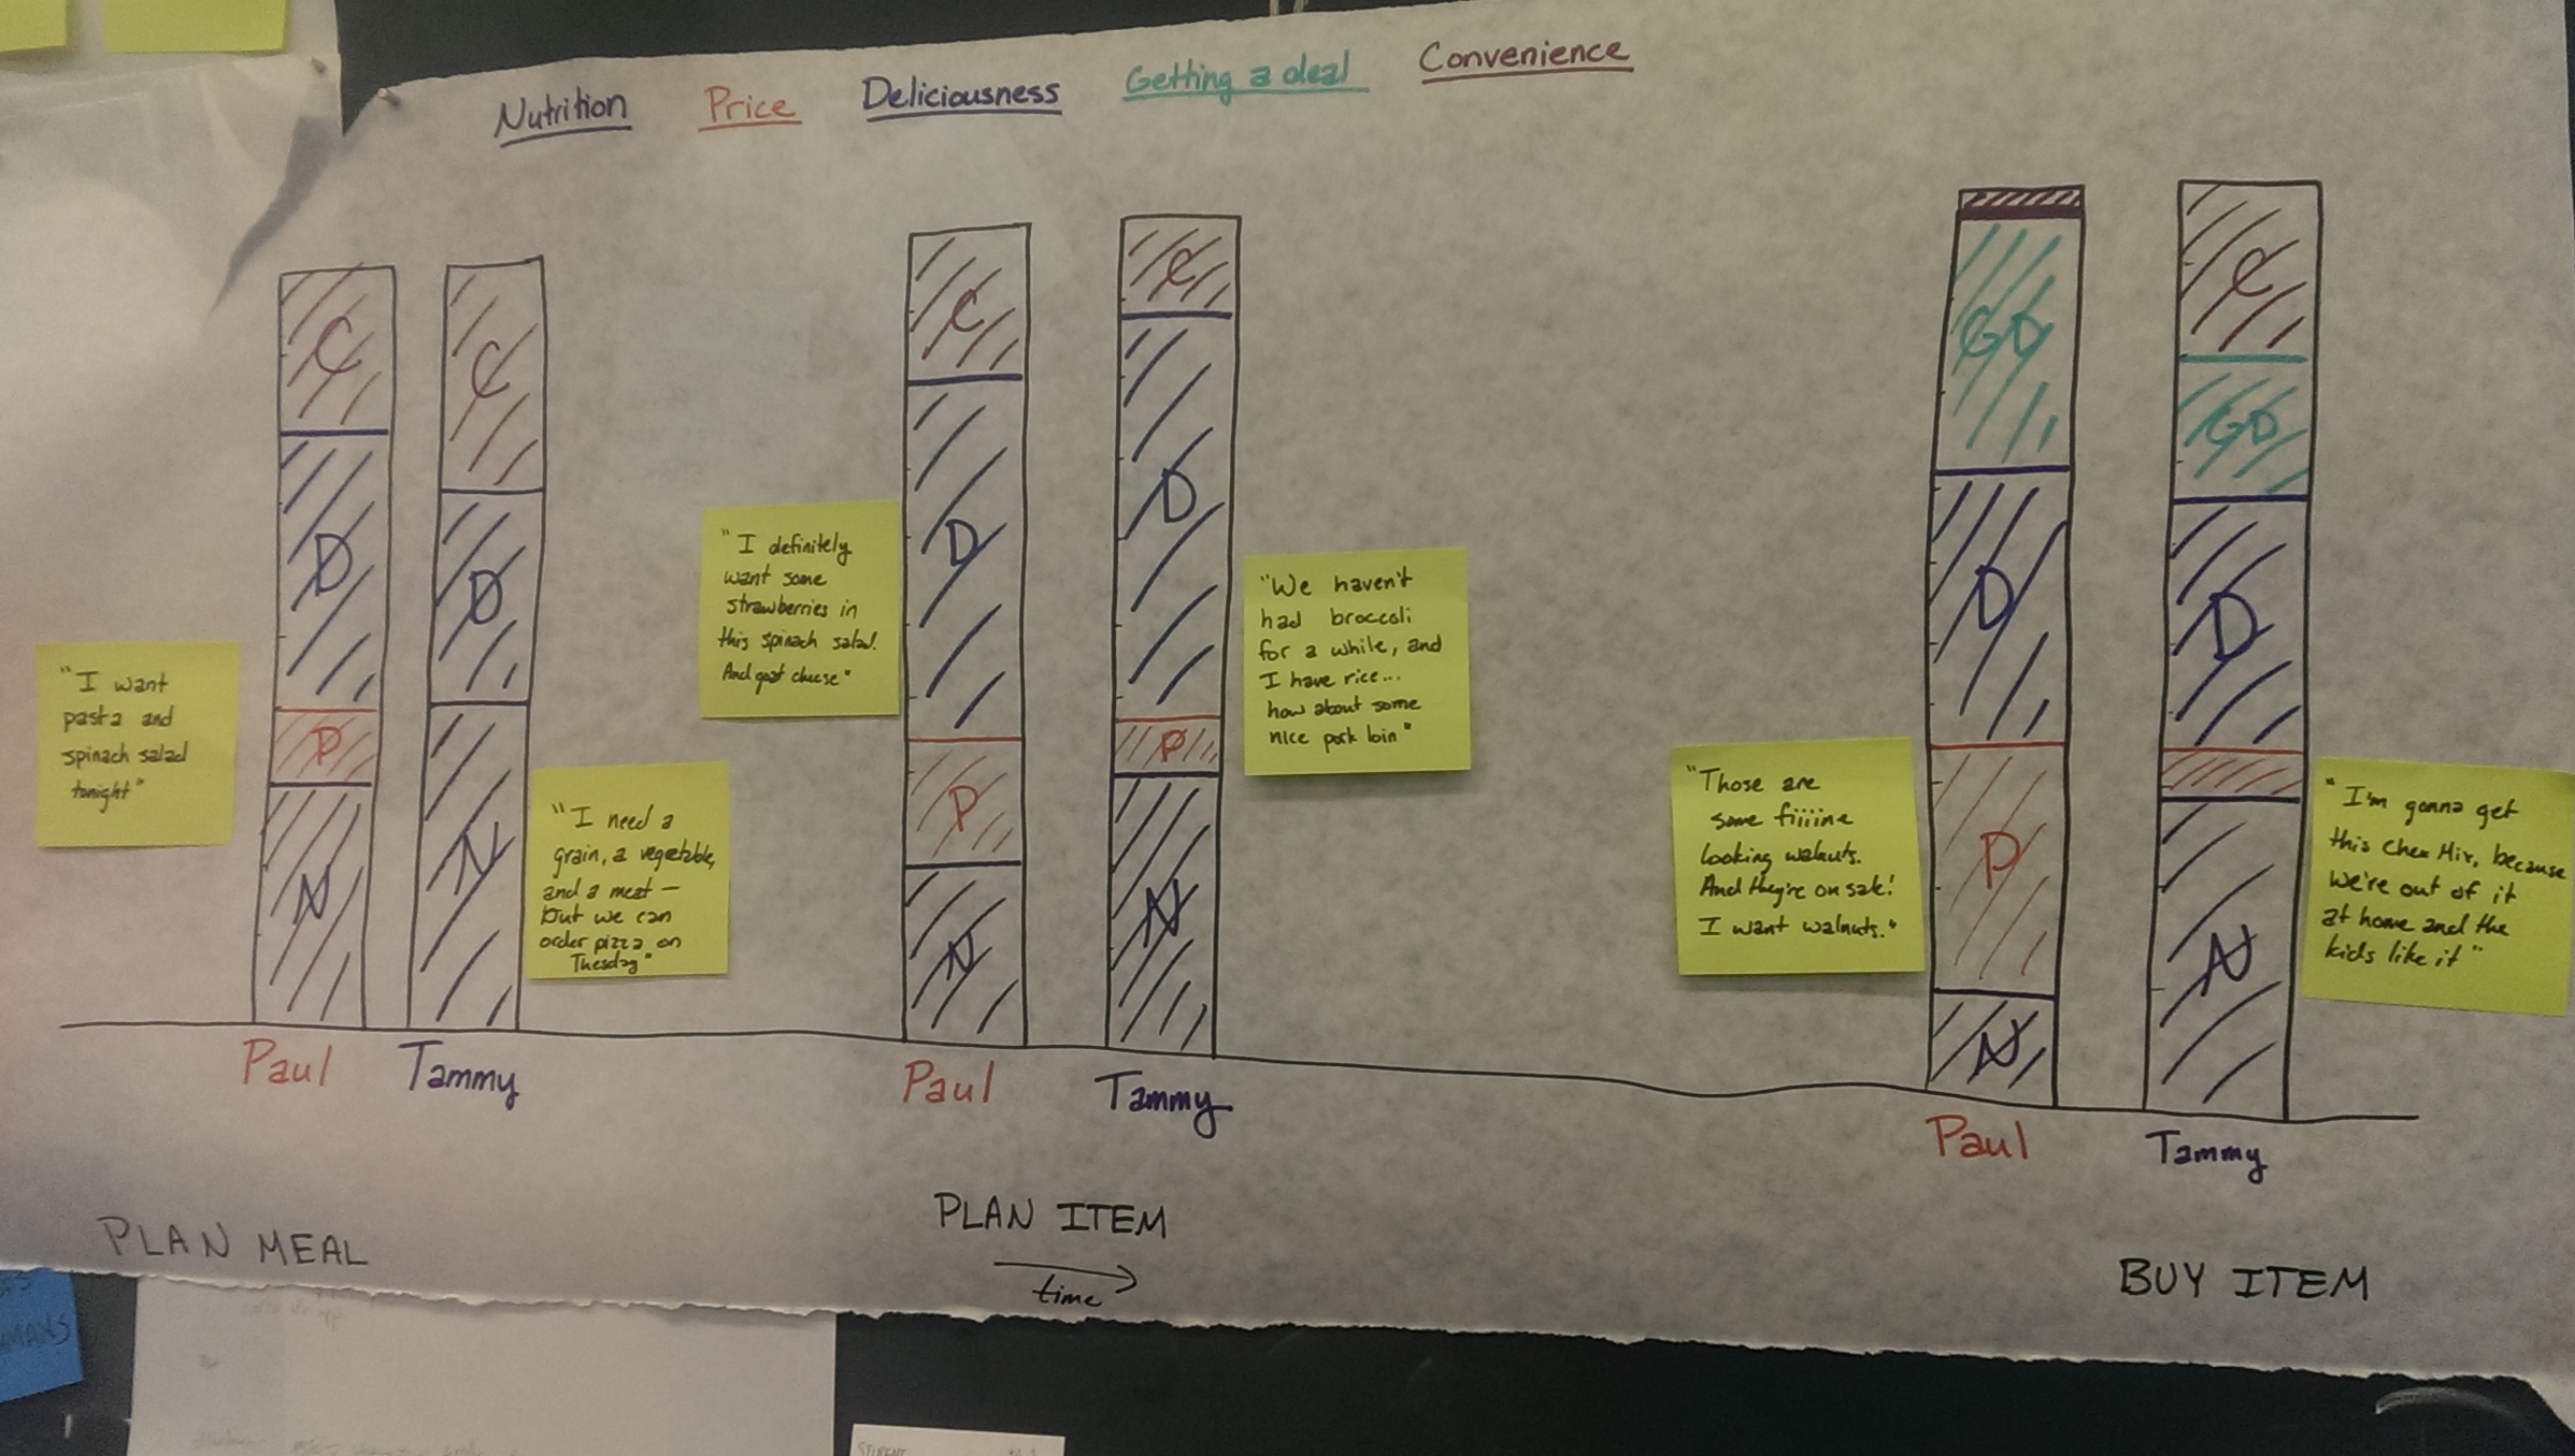 Nutrition Price Deliciousness Getting a deal Convenience
C
D
P
N
C
D
N
"I want
pasta and
spinach salad
tonight"
"I need a
grain, a vegetable,
and a meat —
but we can
order pizza on
Thesday"
C
D
P
N
C
D
P
N
"I definitely
want some
strawberries in
this spinach salad.
And goat cheese"
"We haven't
had broccoli
for a while, and
I have rice...
how about some
nice pork loin"
GD
D
P
N
C
GD
D
N
"Those are
some fiiiine
looking walnuts.
And they're on sale!
I want walnuts."
"I'm gonna get
this Chex Mix, because
we're out of it
at home and the
kids like it"
Paul Tammy
Paul Tammy
Paul Tammy
PLAN MEAL
PLAN ITEM
time
BUY ITEM
STUDENT